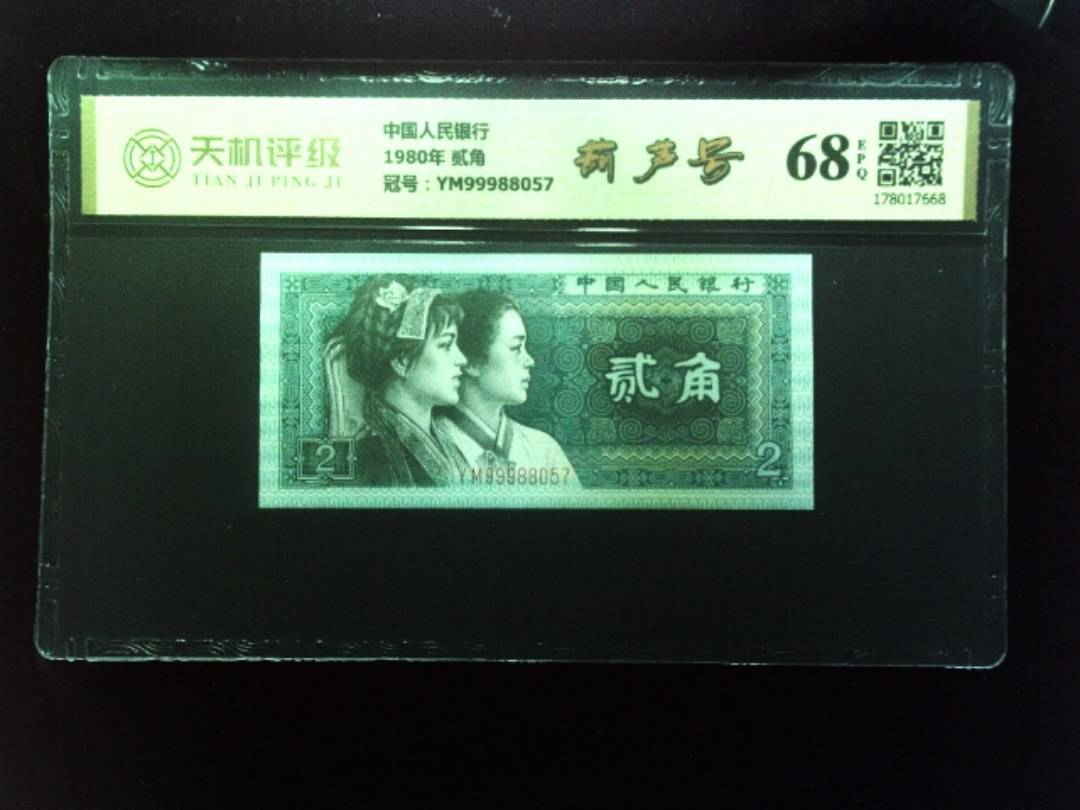 天机评级
TIAN JI PING JI
中国人民银行
1980年 贰角
冠号：YM99988057
葫芦号
68
EPQ
178017668
中国人民银行
贰角
2
2
YM99988057